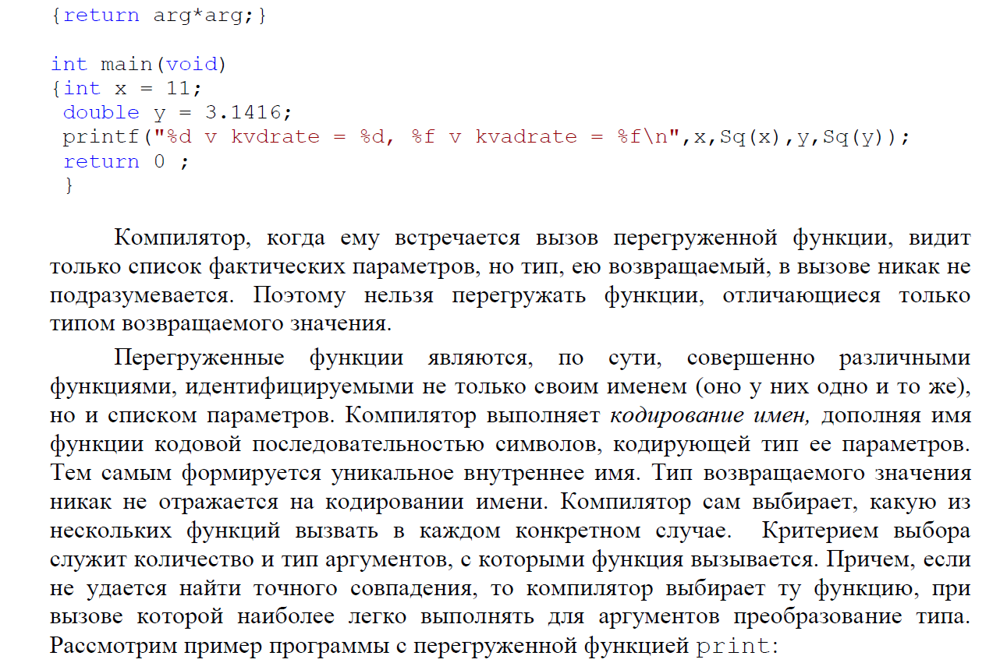 {return arg*arg;}
int main(void)
{int x = 11;
double y = 3.1416;
printf("%d v kvdrate = %d, %f v kvadrate = %f\n",x,Sq(x),y,Sq(y));
return 0 ;
}
Компилятор, когда ему встречается вызов перегруженной функции, видит
только список фактических параметров, но тип, ею возвращаемый, в вызове никак не
подразумевается. Поэтому нельзя перегружать функции, отличающиеся только
типом возвращаемого значения.
Перегруженные функции являются, по сути, совершенно различными
функциями, идентифицируемыми не только своим именем (оно у них одно и то же),
но и списком параметров. Компилятор выполняет кодирование имен, дополняя имя
функции кодовой последовательностью символов, кодирующей тип ее параметров.
Тем самым формируется уникальное внутреннее имя. Тип возвращаемого значения
никак не отражается на кодировании имени. Компилятор сам выбирает, какую из
нескольких функций вызвать в каждом конкретном случае. Критерием выбора
служит количество и тип аргументов, с которыми функция вызывается. Причем, если
не удается найти точного совпадения, то компилятор выбирает ту функцию, при
вызове которой наиболее легко выполнять для аргументов преобразование типа.
Рассмотрим пример программы с перегруженной функцией print: